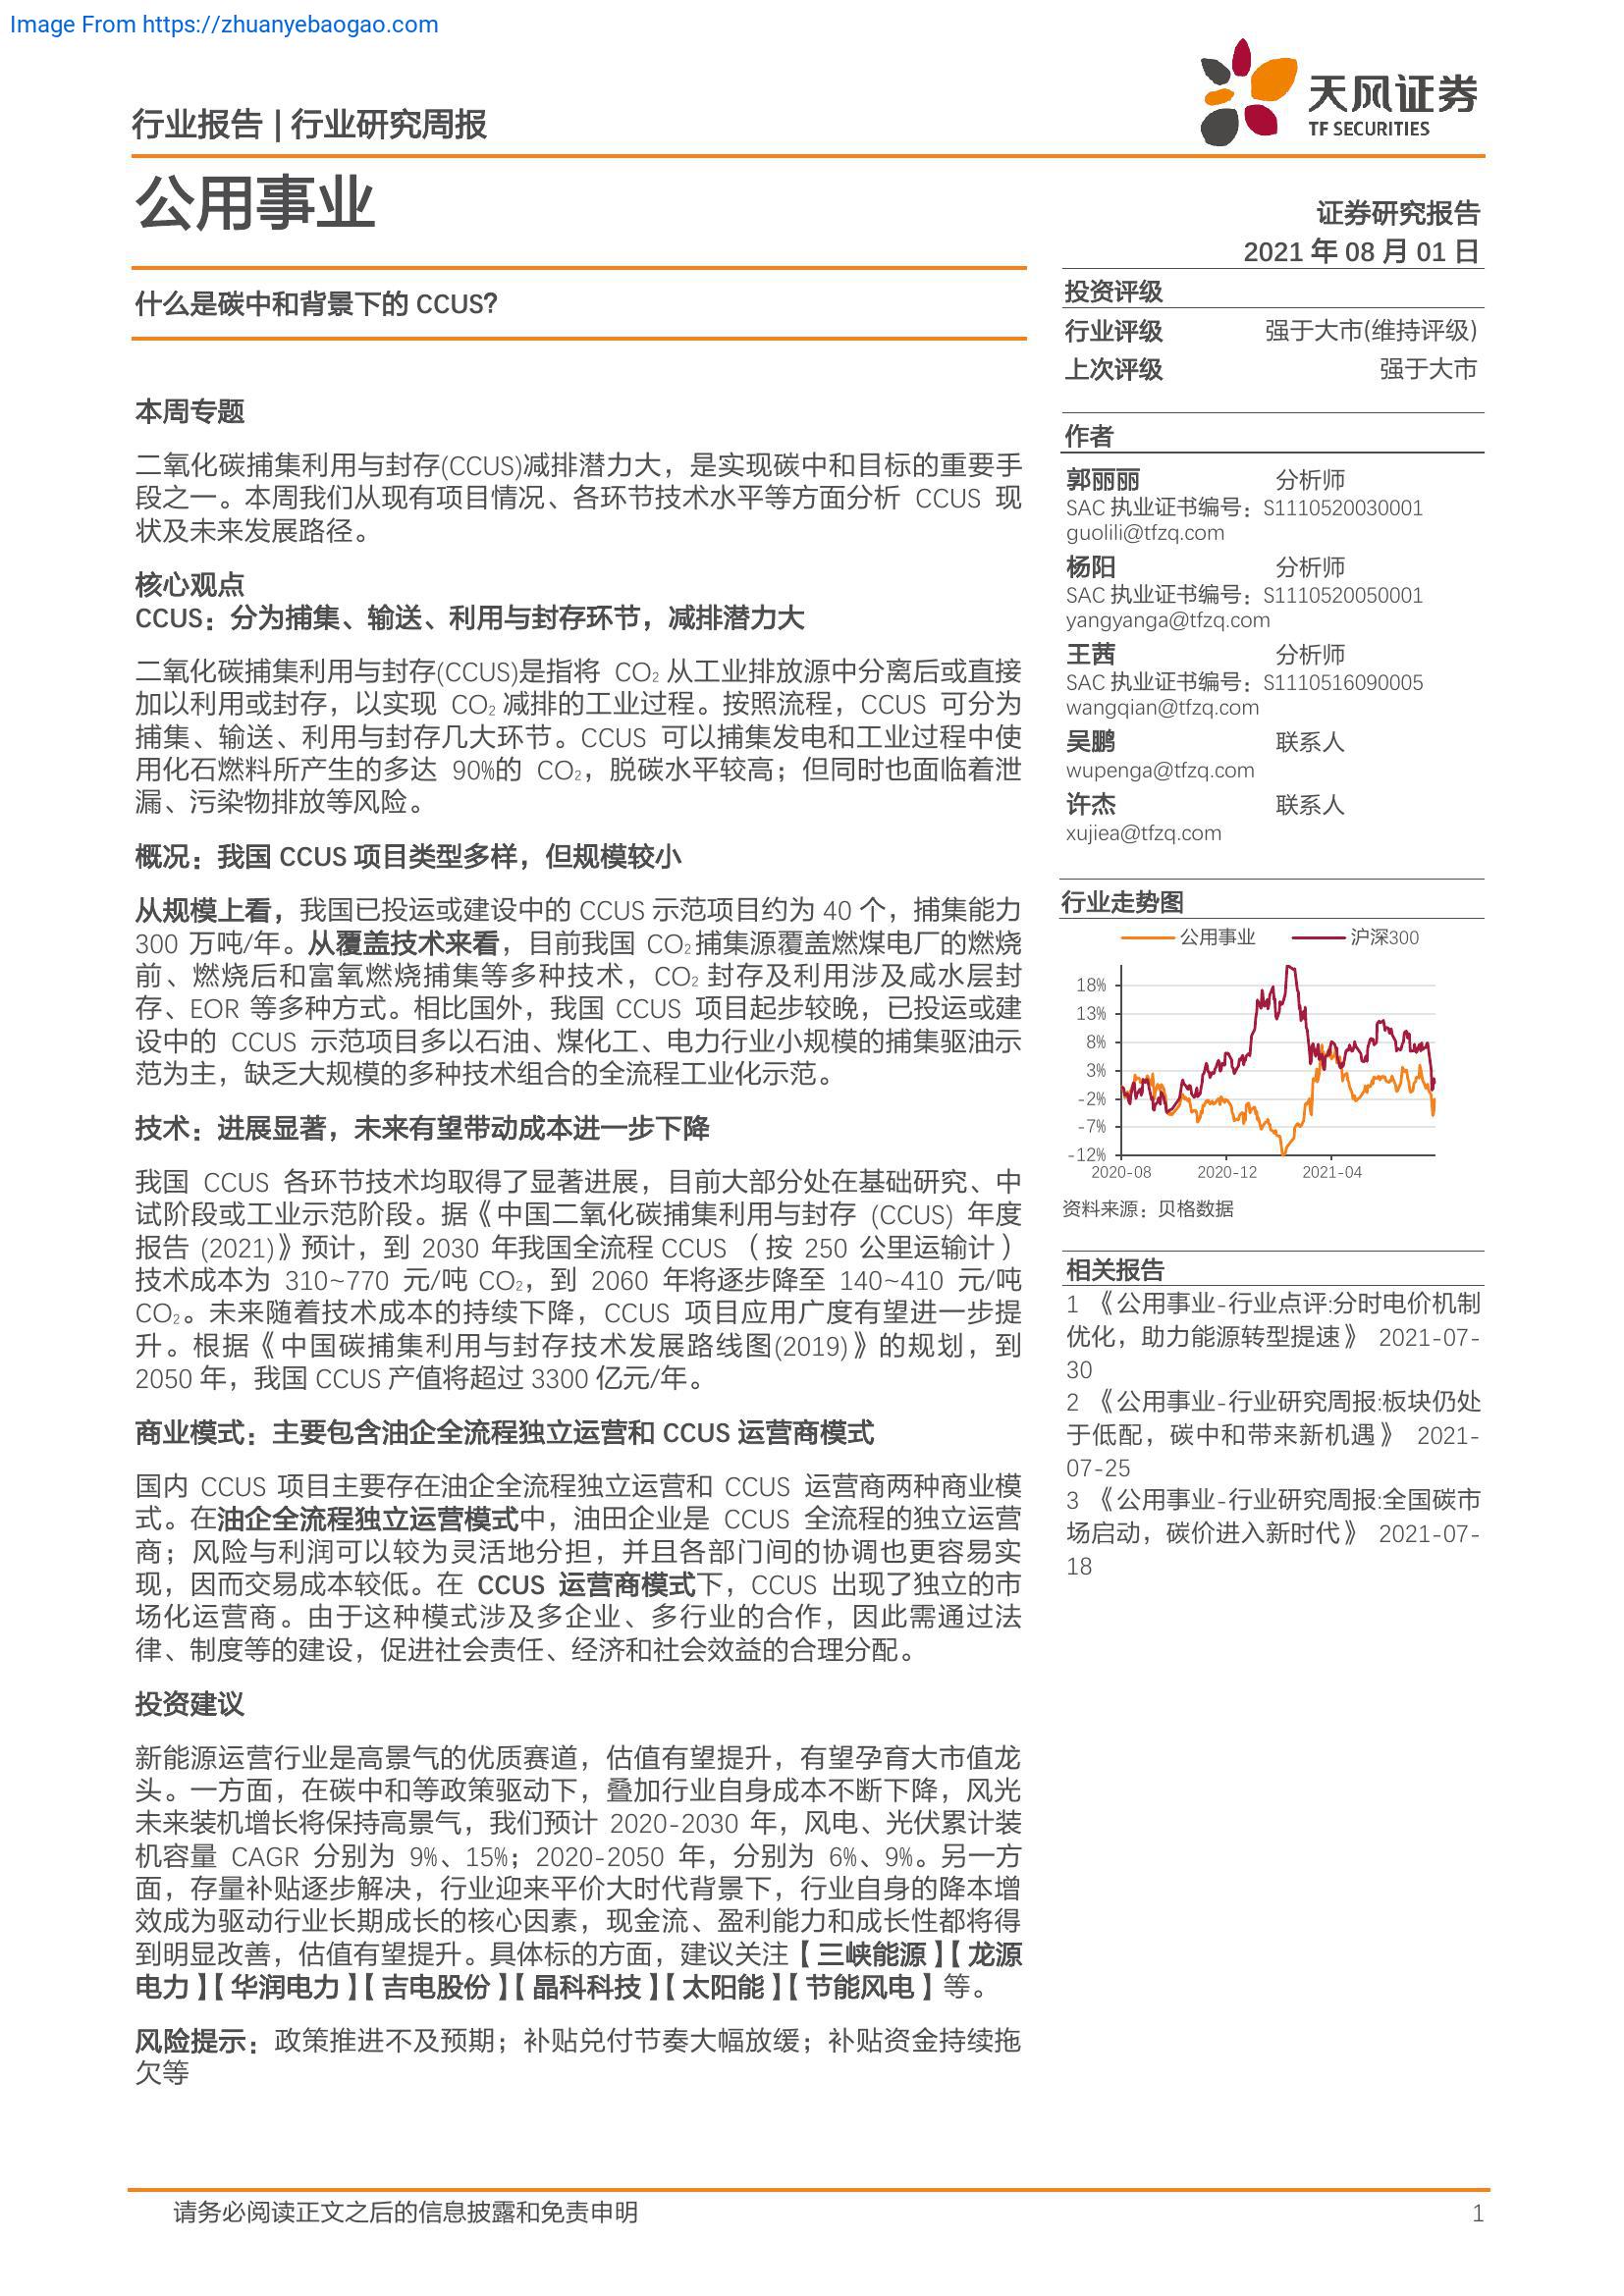 Image From https://zhuanyebaogao.com
天风证券
TF SECURITIES
行业报告 | 行业研究周报
公用事业
证券研究报告
2021 年 08 月 01 日
什么是碳中和背景下的 CCUS?
本周专题
二氧化碳捕集利用与封存(CCUS)减排潜力大，是实现碳中和目标的重要手
段之一。本周我们从现有项目情况、各环节技术水平等方面分析 CCUS 现
状及未来发展路径。
核心观点
CCUS：分为捕集、输送、利用与封存环节，减排潜力大
二氧化碳捕集利用与封存(CCUS)是指将 CO₂ 从工业排放源中分离后或直接
加以利用或封存，以实现 CO₂ 减排的工业过程。按照流程，CCUS 可分为
捕集、输送、利用与封存几大环节。CCUS 可以捕集发电和工业过程中使
用化石燃料所产生的多达 90%的 CO₂，脱碳水平较高；但同时也面临着泄
漏、污染物排放等风险。
概况：我国 CCUS 项目类型多样，但规模较小
从规模上看，我国已投运或建设中的 CCUS 示范项目约为 40 个，捕集能力
300 万吨/年。从覆盖技术来看，目前我国 CO₂捕集源覆盖燃煤电厂的燃烧
前、燃烧后和富氧燃烧捕集等多种技术，CO₂ 封存及利用涉及咸水层封
存、EOR 等多种方式。相比国外，我国 CCUS 项目起步较晚，已投运或建
设中的 CCUS 示范项目多以石油、煤化工、电力行业小规模的捕集驱油示
范为主，缺乏大规模的多种技术组合的全流程工业化示范。
技术：进展显著，未来有望带动成本进一步下降
我国 CCUS 各环节技术均取得了显著进展，目前大部分处在基础研究、中
试阶段或工业示范阶段。据《中国二氧化碳捕集利用与封存 (CCUS) 年度
报告 (2021)》预计，到 2030 年我国全流程 CCUS （按 250 公里运输计）
技术成本为 310~770 元/吨 CO₂，到 2060 年将逐步降至 140~410 元/吨
CO₂。未来随着技术成本的持续下降，CCUS 项目应用广度有望进一步提
升。根据《中国碳捕集利用与封存技术发展路线图(2019)》的规划，到
2050 年，我国 CCUS 产值将超过 3300 亿元/年。
商业模式：主要包含油企全流程独立运营和 CCUS 运营商模式
国内 CCUS 项目主要存在油企全流程独立运营和 CCUS 运营商两种商业模
式。在油企全流程独立运营模式中，油田企业是 CCUS 全流程的独立运营
商；风险与利润可以较为灵活地分担，并且各部门间的协调也更容易实
现，因而交易成本较低。在 CCUS 运营商模式下，CCUS 出现了独立的市
场化运营商。由于这种模式涉及多企业、多行业的合作，因此需通过法
律、制度等的建设，促进社会责任、经济和社会效益的合理分配。
投资建议
新能源运营行业是高景气的优质赛道，估值有望提升，有望孕育大市值龙
头。一方面，在碳中和等政策驱动下，叠加行业自身成本不断下降，风光
未来装机增长将保持高景气，我们预计 2020-2030 年，风电、光伏累计装
机容量 CAGR 分别为 9%、15%；2020-2050 年，分别为 6%、9%。另一方
面，存量补贴逐步解决，行业迎来平价大时代背景下，行业自身的降本增
效成为驱动行业长期成长的核心因素，现金流、盈利能力和成长性都将得
到明显改善，估值有望提升。具体标的方面，建议关注【三峡能源】【龙源
电力】【华润电力】【吉电股份】【晶科科技】【太阳能】【节能风电】等。
风险提示：政策推进不及预期；补贴兑付节奏大幅放缓；补贴资金持续拖
欠等
投资评级
行业评级 强于大市(维持评级)
上次评级 强于大市
作者
郭丽丽 分析师
SAC 执业证书编号：S1110520030001
guolili@tfzq.com
杨阳 分析师
SAC 执业证书编号：S1110520050001
yangyanga@tfzq.com
王茜 分析师
SAC 执业证书编号：S1110516090005
wangqian@tfzq.com
吴鹏 联系人
wupenga@tfzq.com
许杰 联系人
xujiea@tfzq.com
行业走势图
公用事业 沪深300
18%
13%
8%
3%
-2%
-7%
-12%
2020-08 2020-12 2021-04
资料来源：贝格数据
相关报告
1 《公用事业-行业点评:分时电价机制
优化，助力能源转型提速》 2021-07-
30
2 《公用事业-行业研究周报:板块仍处
于低配，碳中和带来新机遇》 2021-
07-25
3 《公用事业-行业研究周报:全国碳市
场启动，碳价进入新时代》 2021-07-
18
请务必阅读正文之后的信息披露和免责申明 1